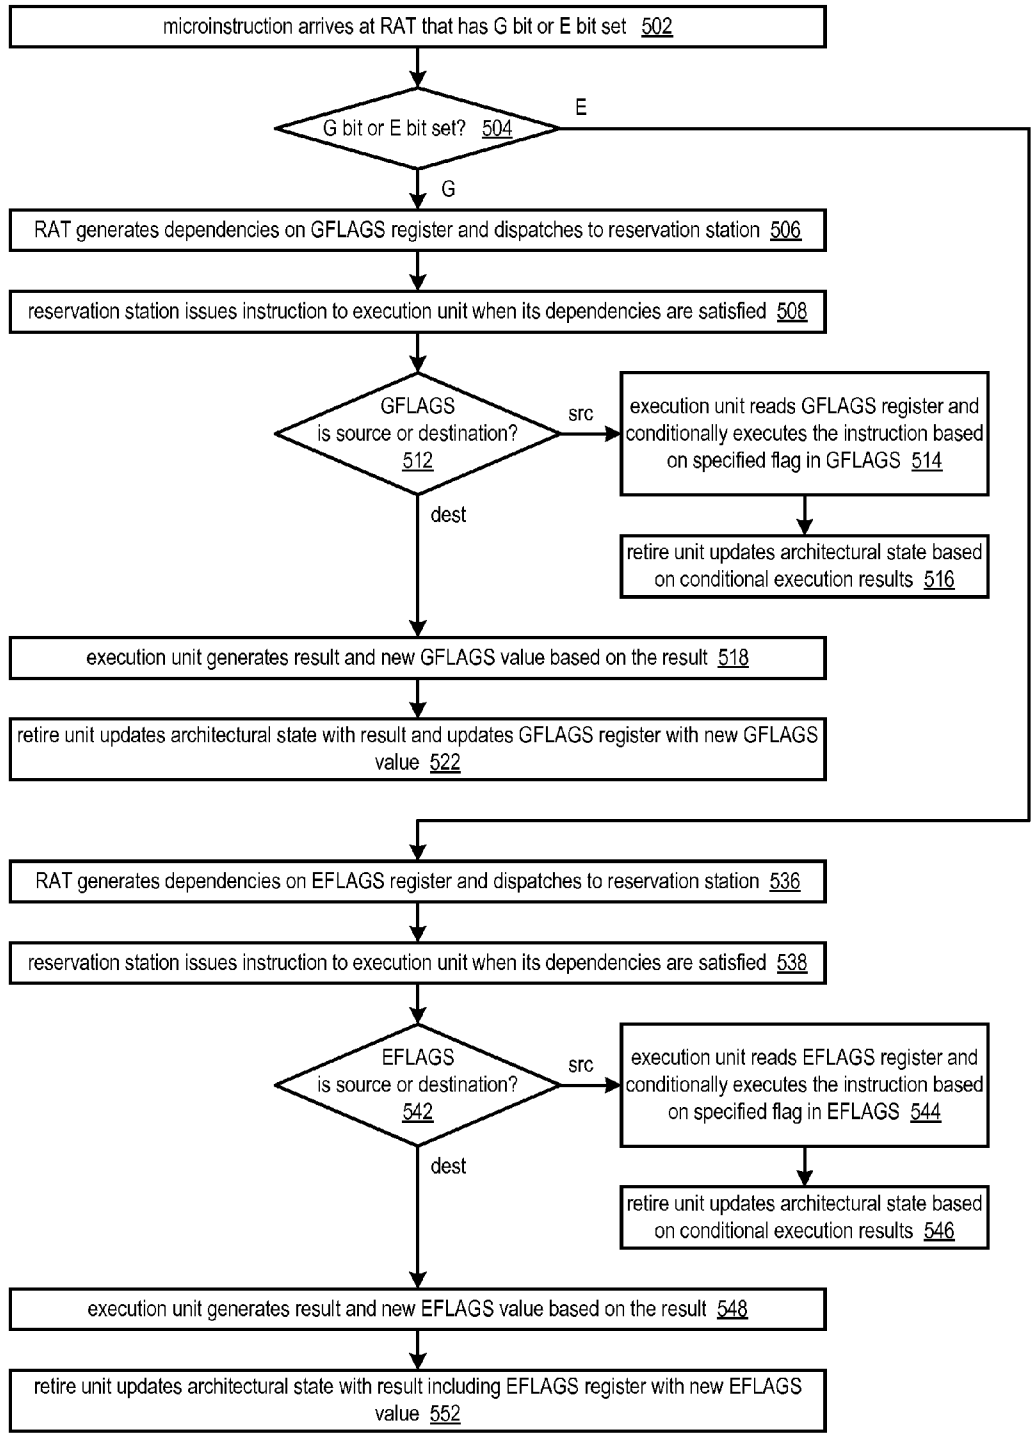 microinstruction arrives at RAT that has G bit or E bit set 502
G bit or E bit set? 504
E
G
RAT generates dependencies on GFLAGS register and dispatches to reservation station 506
reservation station issues instruction to execution unit when its dependencies are satisfied 508
GFLAGS
is source or destination?
512
src
execution unit reads GFLAGS register and
conditionally executes the instruction based
on specified flag in GFLAGS 514
dest
retire unit updates architectural state based
on conditional execution results 516
execution unit generates result and new GFLAGS value based on the result 518
retire unit updates architectural state with result and updates GFLAGS register with new GFLAGS
value 522
RAT generates dependencies on EFLAGS register and dispatches to reservation station 536
reservation station issues instruction to execution unit when its dependencies are satisfied 538
EFLAGS
is source or destination?
542
src
execution unit reads EFLAGS register and
conditionally executes the instruction based
on specified flag in EFLAGS 544
dest
retire unit updates architectural state based
on conditional execution results 546
execution unit generates result and new EFLAGS value based on the result 548
retire unit updates architectural state with result including EFLAGS register with new EFLAGS
value 552